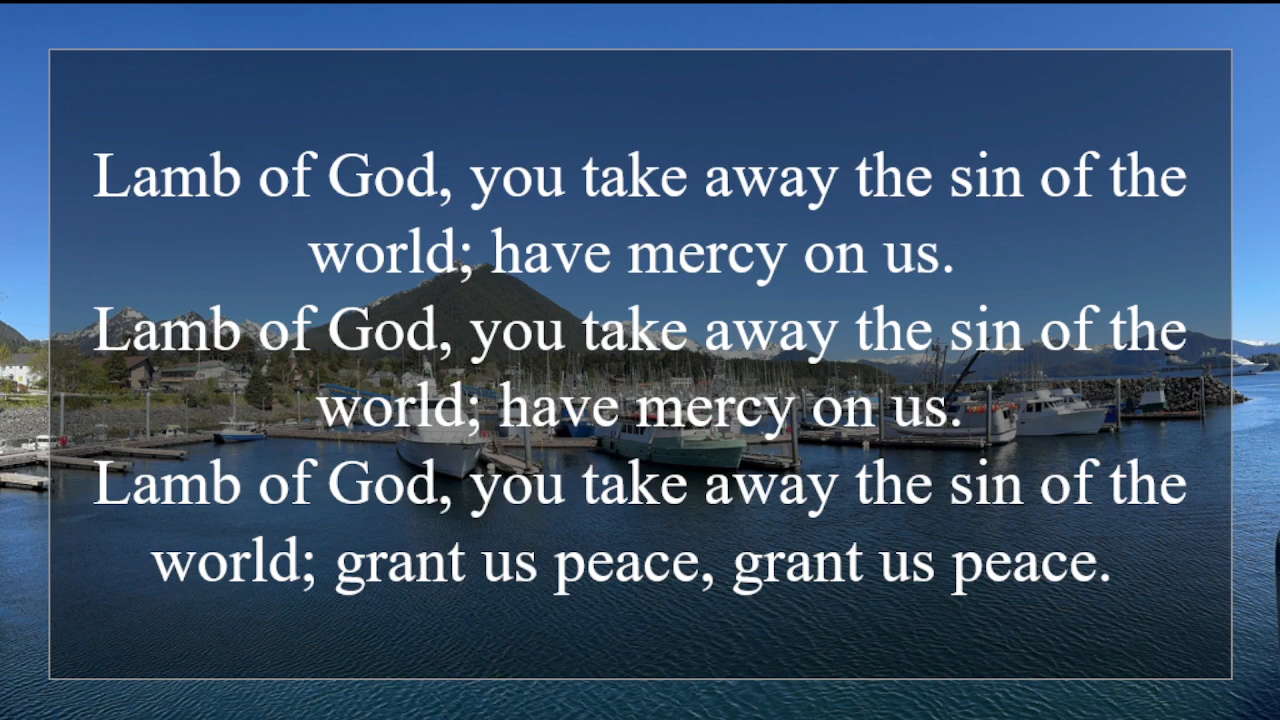 Lamb of God, you take away the sin of the
world; have mercy on us.
Lamb of God, you take away the sin of the
world; have mercy on us.
Lamb of God, you take away the sin of the
world; grant us peace, grant us peace.